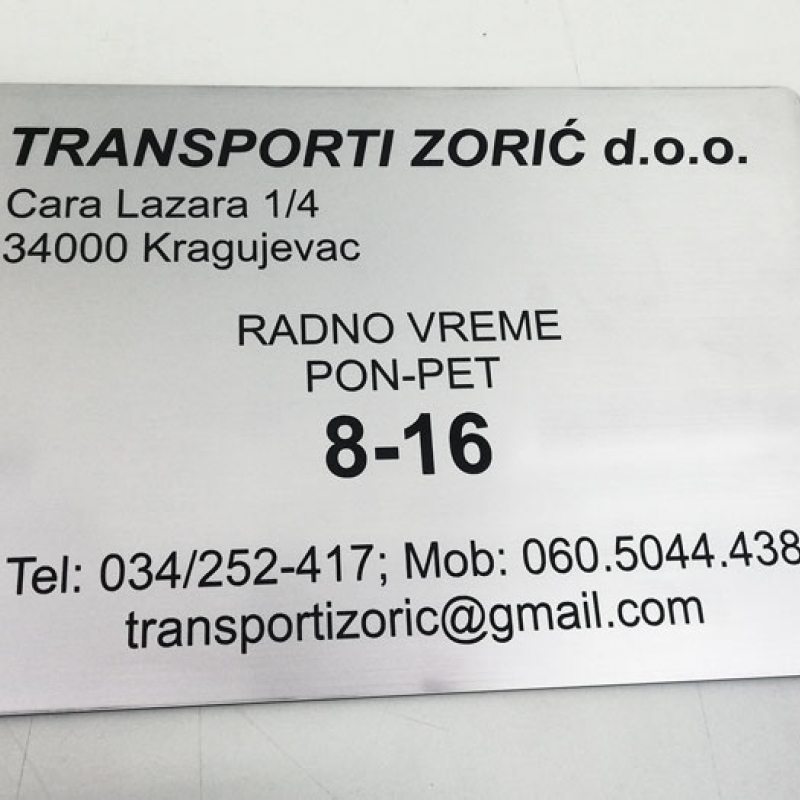 TRANSPORTI ZORIĆ d.o.o.
Cara Lazara 1/4
34000 Kragujevac
RADNO VREME
PON-PET
8-16
Tel: 034/252-417; Mob: 060.5044.438
transportizoric@gmail.com